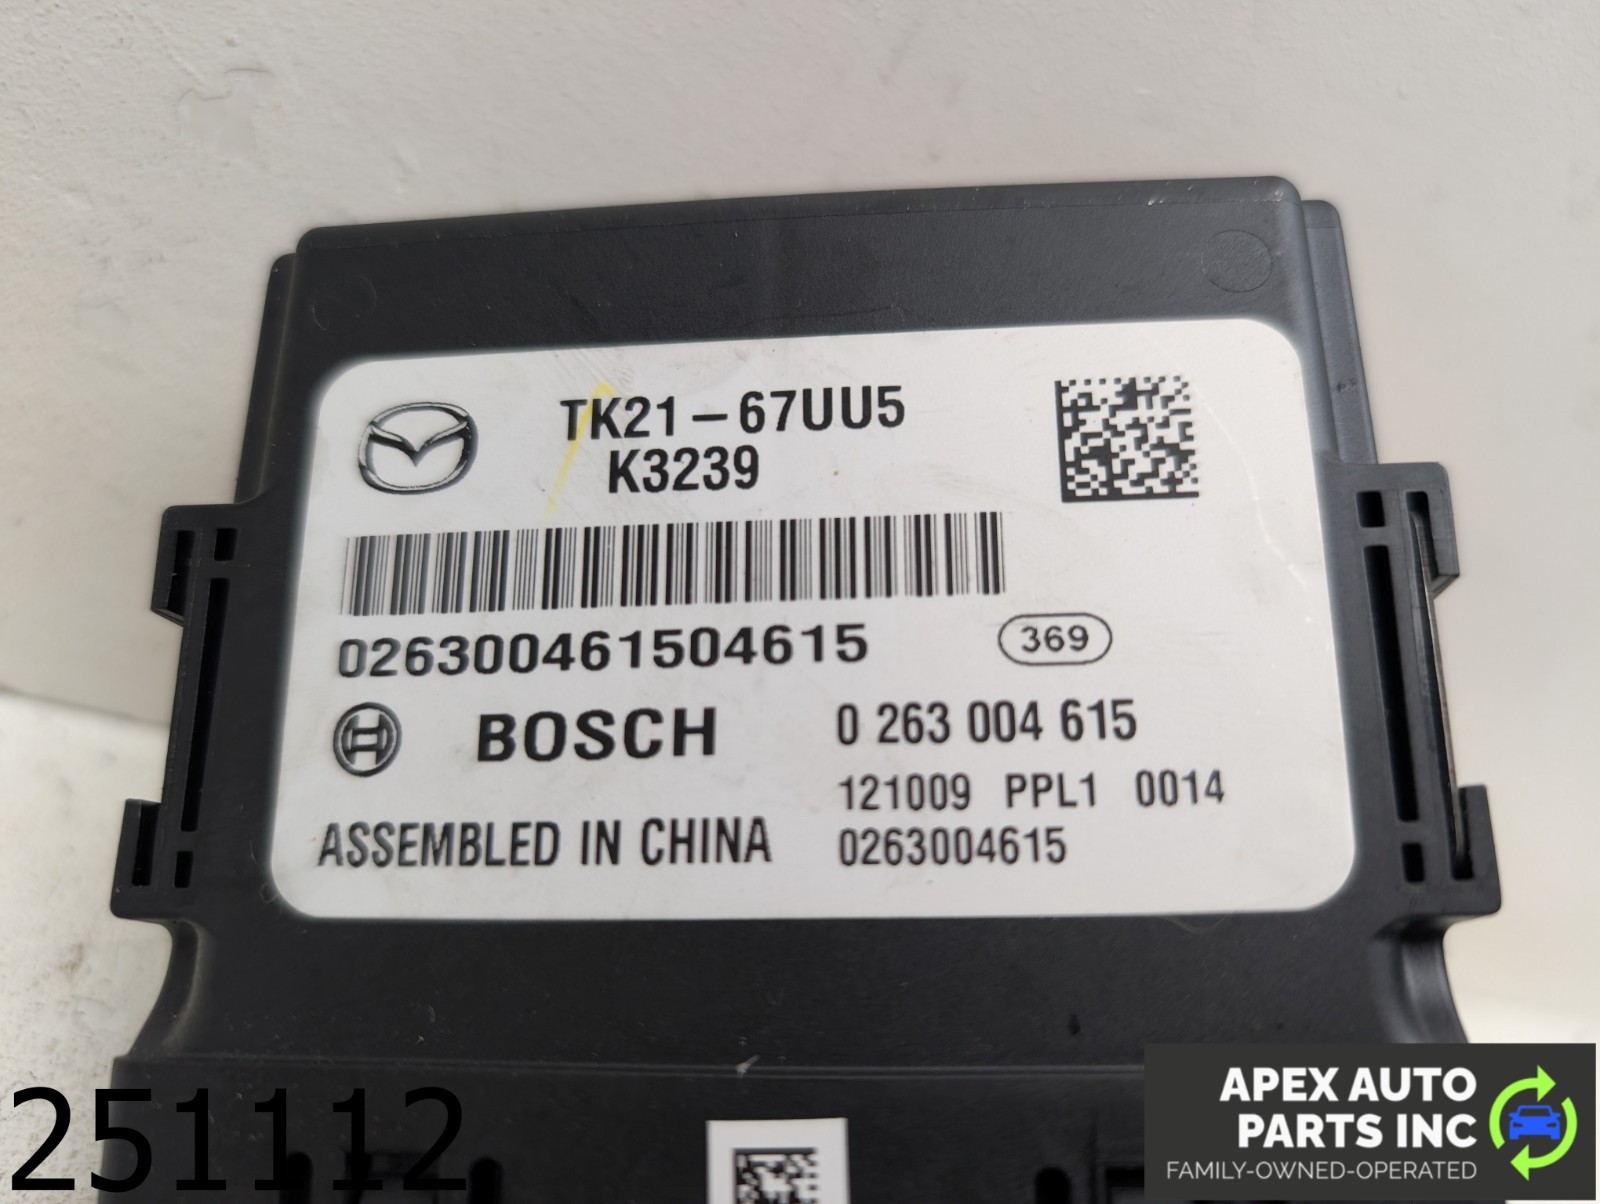 TK21-67UU5
K3239
026300461504615
369
BOSCH
0 263 004 615
121009 PPL1 0014
ASSEMBLED IN CHINA
0263004615
251112
APEX AUTO
PARTS INC
FAMILY-OWNED-OPERATED